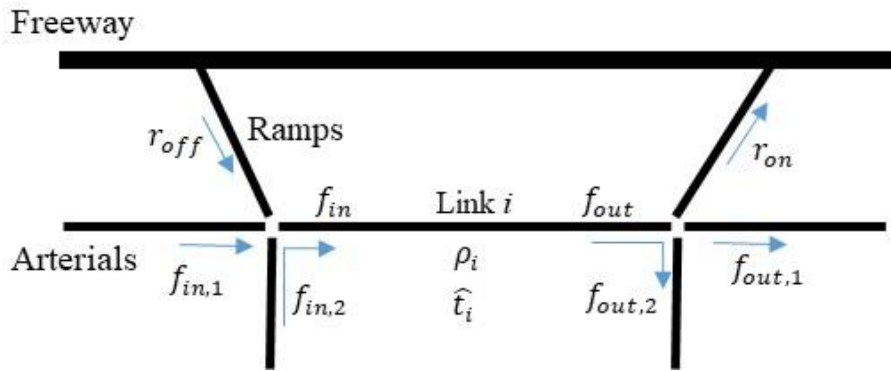 Freeway
r_off
Ramps
r_on
f_in
Link i
f_out
Arterials
f_in,1
f_in,2
ρ_i
t̂_i
f_out,2
f_out,1